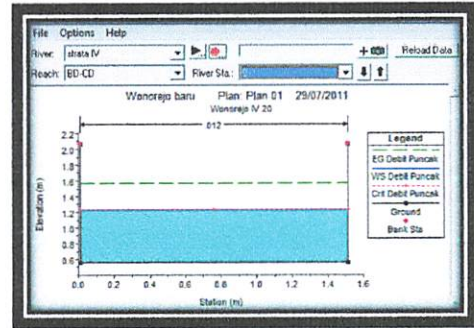 File Options Help
River: strata IV Reload Data
Reach: BD-CD River Sta.:
Wonorejo baru Plan: Plan 01 29/07/2011
Wonorejo IV 20
.012
Legend
EG Debit Puncak
WS Debit Puncak
Crit Debit Puncak
Ground
Bank Sta
2.2
2.0
1.8
1.6
1.4
1.2
1.0
0.8
0.6
Elevation (m)
0.0 0.2 0.4 0.6 0.8 1.0 1.2 1.4 1.6
Station (m)